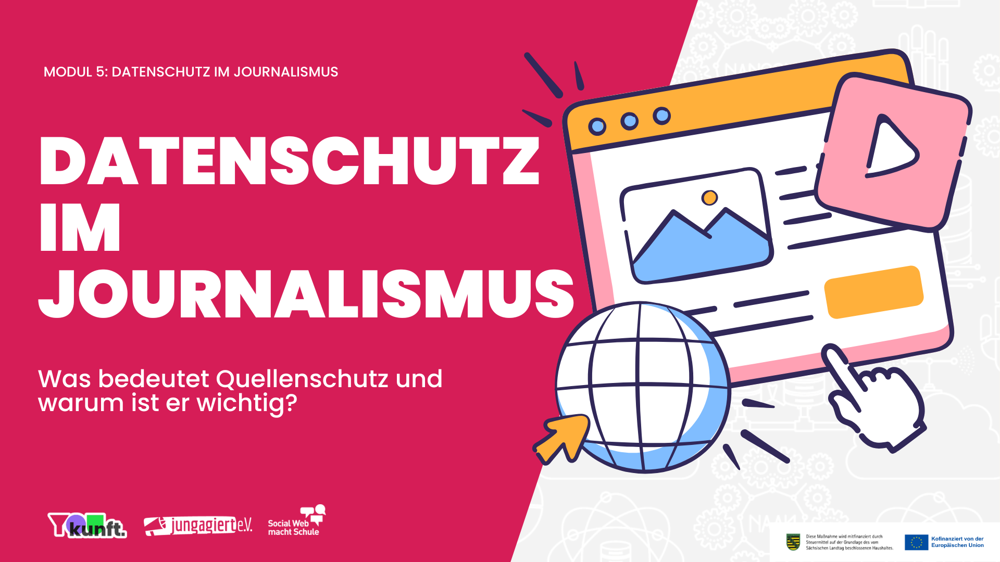 MODUL 5: DATENSCHUTZ IM JOURNALISMUS
DATENSCHUTZ
IM
JOURNALISMUS
Was bedeutet Quellenschutz und
warum ist er wichtig?
YOU
kunft.
jungagiert e.V.
Social Web
macht Schule
Diese Maßnahme wird mitfinanziert durch
Steuermittel auf der Grundlage des vom
Sächsischen Landtag beschlossenen Haushaltes.
Kofinanziert von der
Europäischen Union